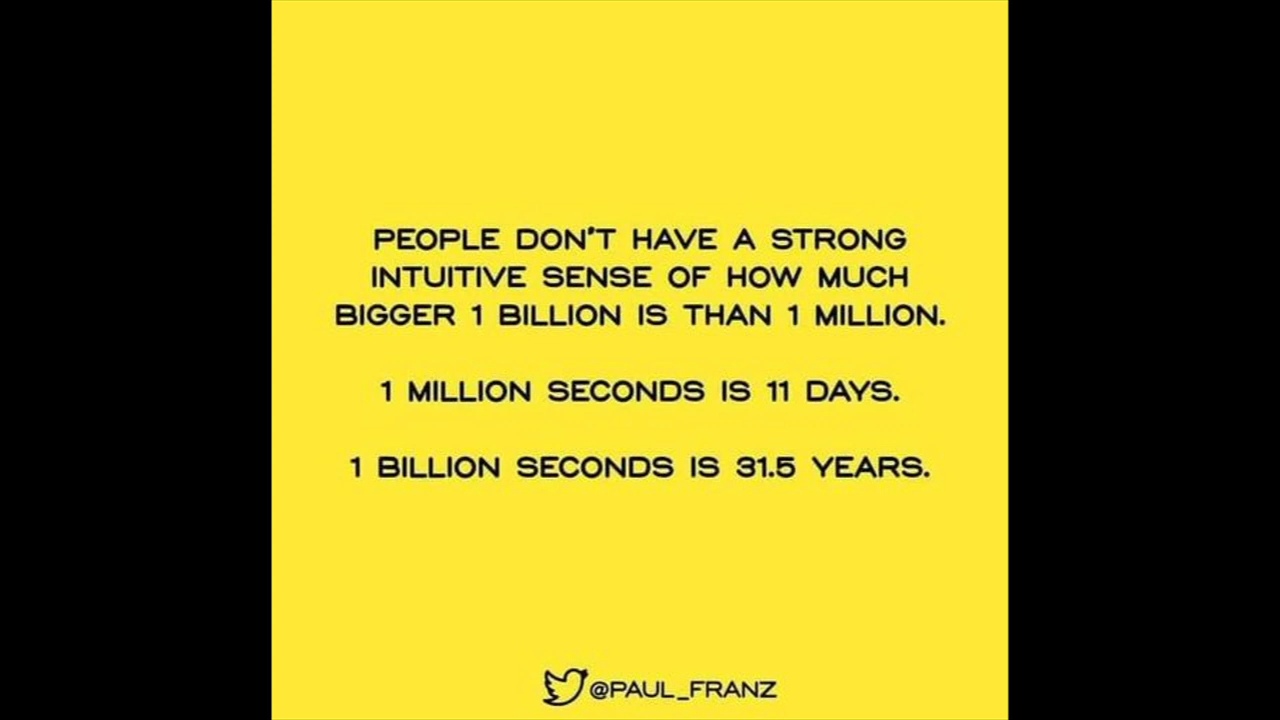 PEOPLE DON'T HAVE A STRONG
INTUITIVE SENSE OF HOW MUCH
BIGGER 1 BILLION IS THAN 1 MILLION.
1 MILLION SECONDS IS 11 DAYS.
1 BILLION SECONDS IS 31.5 YEARS.
@PAUL_FRANZ